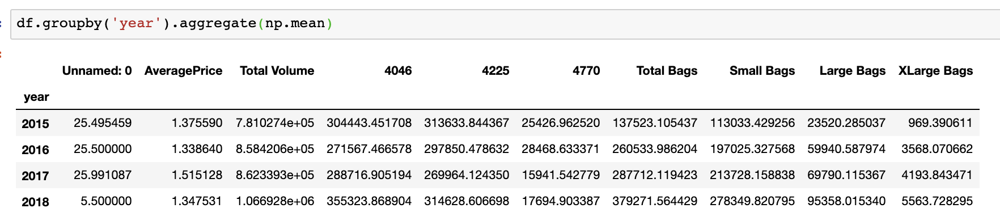 df.groupby('year').aggregate(np.mean)
Unnamed: 0 AveragePrice Total Volume 4046 4225 4770 Total Bags Small Bags Large Bags XLarge Bags
year
2015 25.495459 1.375590 7.810274e+05 304443.451708 313633.844367 25426.962520 137523.105437 113033.429256 23520.285037 969.390611
2016 25.500000 1.338640 8.584206e+05 271567.466578 297850.478632 28468.633371 260533.986204 197025.327568 59940.587974 3568.070662
2017 25.991087 1.515128 8.623393e+05 288716.905194 269964.124350 15941.542779 287712.119423 213728.158838 69790.115367 4193.843471
2018 5.500000 1.347531 1.066928e+06 355323.868904 314628.606698 17694.903387 379271.564429 278349.820795 95358.015340 5563.728295